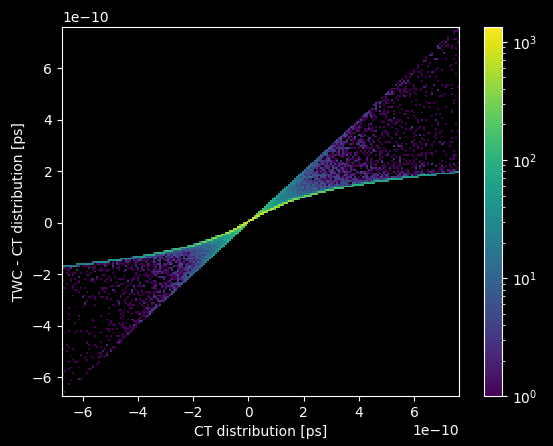 1e−10
6
4
2
0
−2
−4
−6
TWC - CT distribution [ps]
−6 −4 −2 0 2 4 6
1e−10
CT distribution [ps]
10³
10²
10¹
10⁰